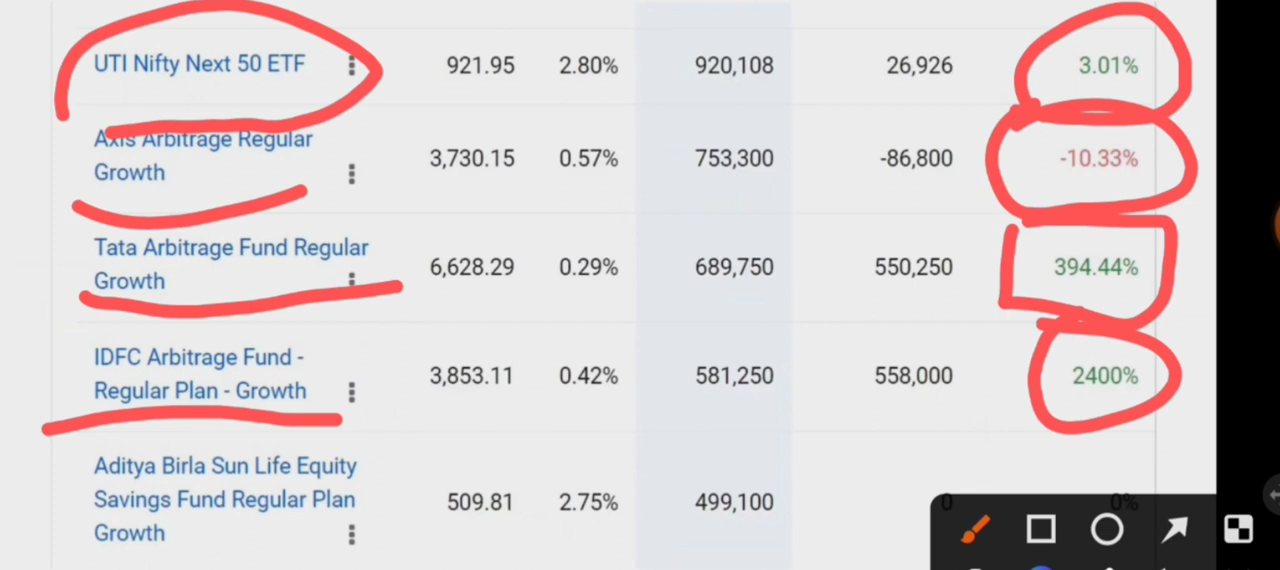 UTI Nifty Next 50 ETF 921.95 2.80% 920,108 26,926 3.01%
Axis Arbitrage Regular
Growth 3,730.15 0.57% 753,300 -86,800 -10.33%
Tata Arbitrage Fund Regular
Growth 6,628.29 0.29% 689,750 550,250 394.44%
IDFC Arbitrage Fund -
Regular Plan - Growth 3,853.11 0.42% 581,250 558,000 2400%
Aditya Birla Sun Life Equity
Savings Fund Regular Plan 509.81 2.75% 499,100 0 0%
Growth